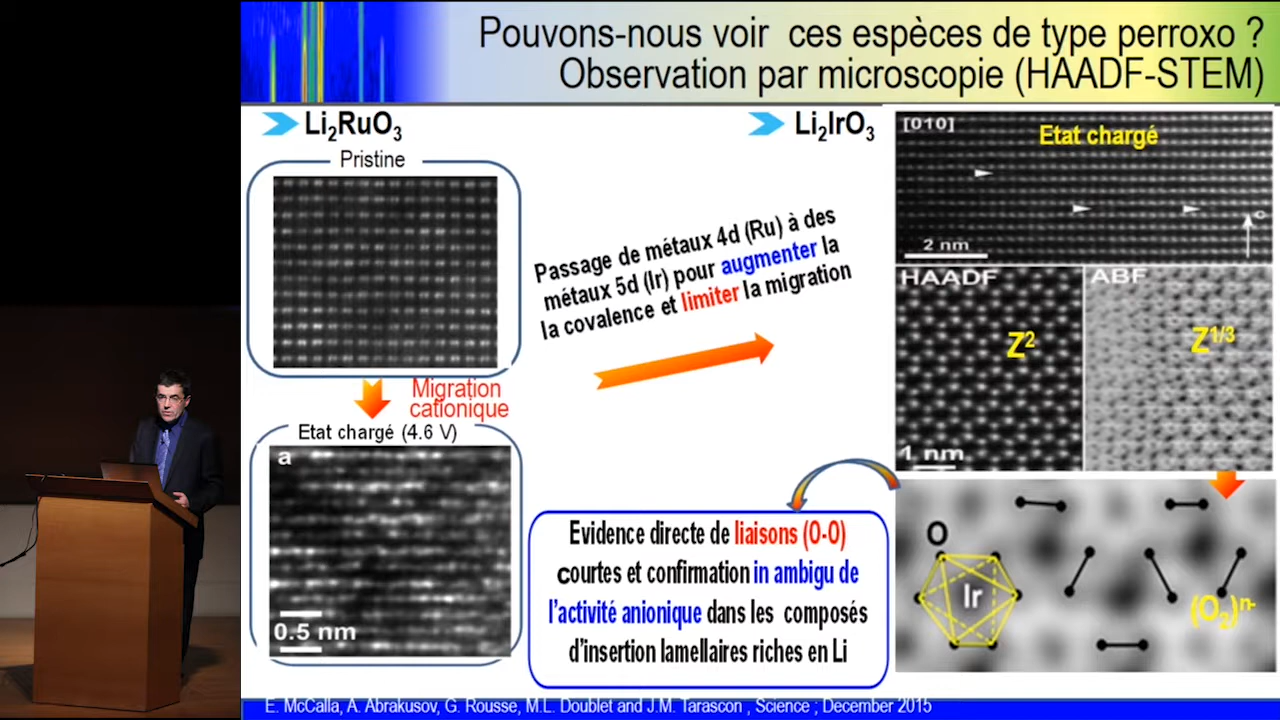 Pouvons-nous voir ces espèces de type perroxo ?
Observation par microscopie (HAADF-STEM)
Li2RuO3
Pristine
Migration
cationique
Etat chargé (4.6 V)
a
0.5 nm
Passage de métaux 4d (Ru) à des
métaux 5d (Ir) pour augmenter la
la covalence et limiter la migration
Li2IrO3
[010]
Etat chargé
c
2 nm
HAADF
Z2
1 nm
ABF
Z1/3
O
Ir
(O2)n-
Evidence directe de liaisons (O-O)
courtes et confirmation in ambigu de
l'activité anionique dans les composés
d'insertion lamellaires riches en Li
E. McCalla, A. Abrakusov, G. Rousse, M.L. Doublet and J.M. Tarascon , Science ; December 2015